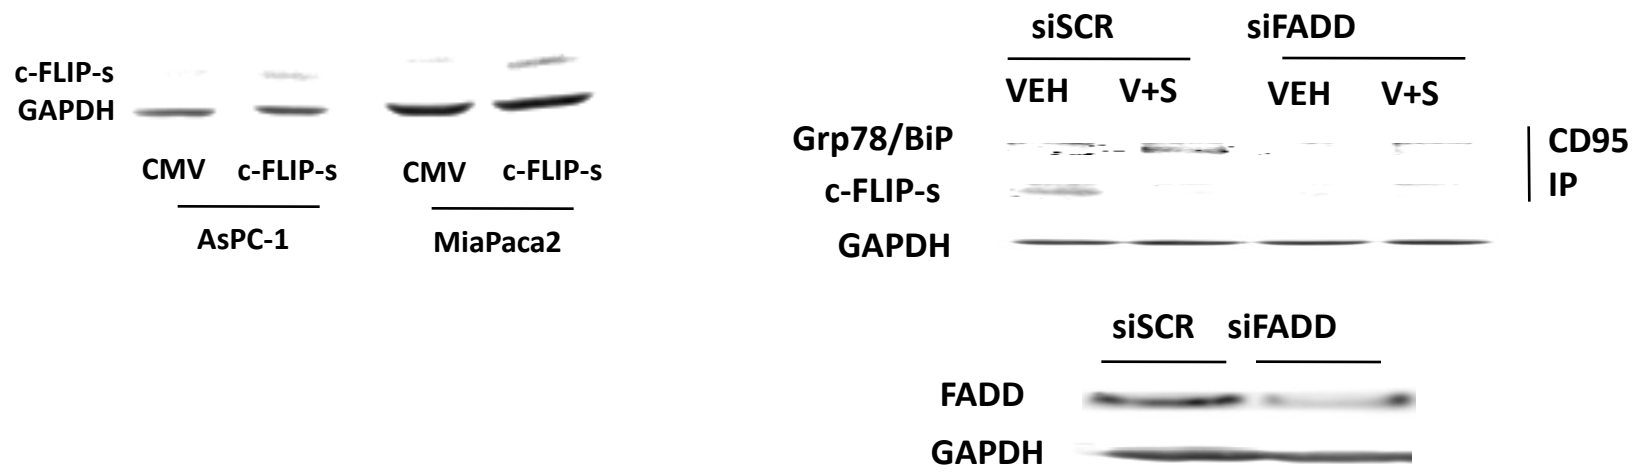 c-FLIP-s
GAPDH
CMV c-FLIP-s CMV c-FLIP-s
AsPC-1 MiaPaca2
siSCR siFADD
VEH V+S VEH V+S
Grp78/BiP
c-FLIP-s
GAPDH
CD95
IP
siSCR siFADD
FADD
GAPDH